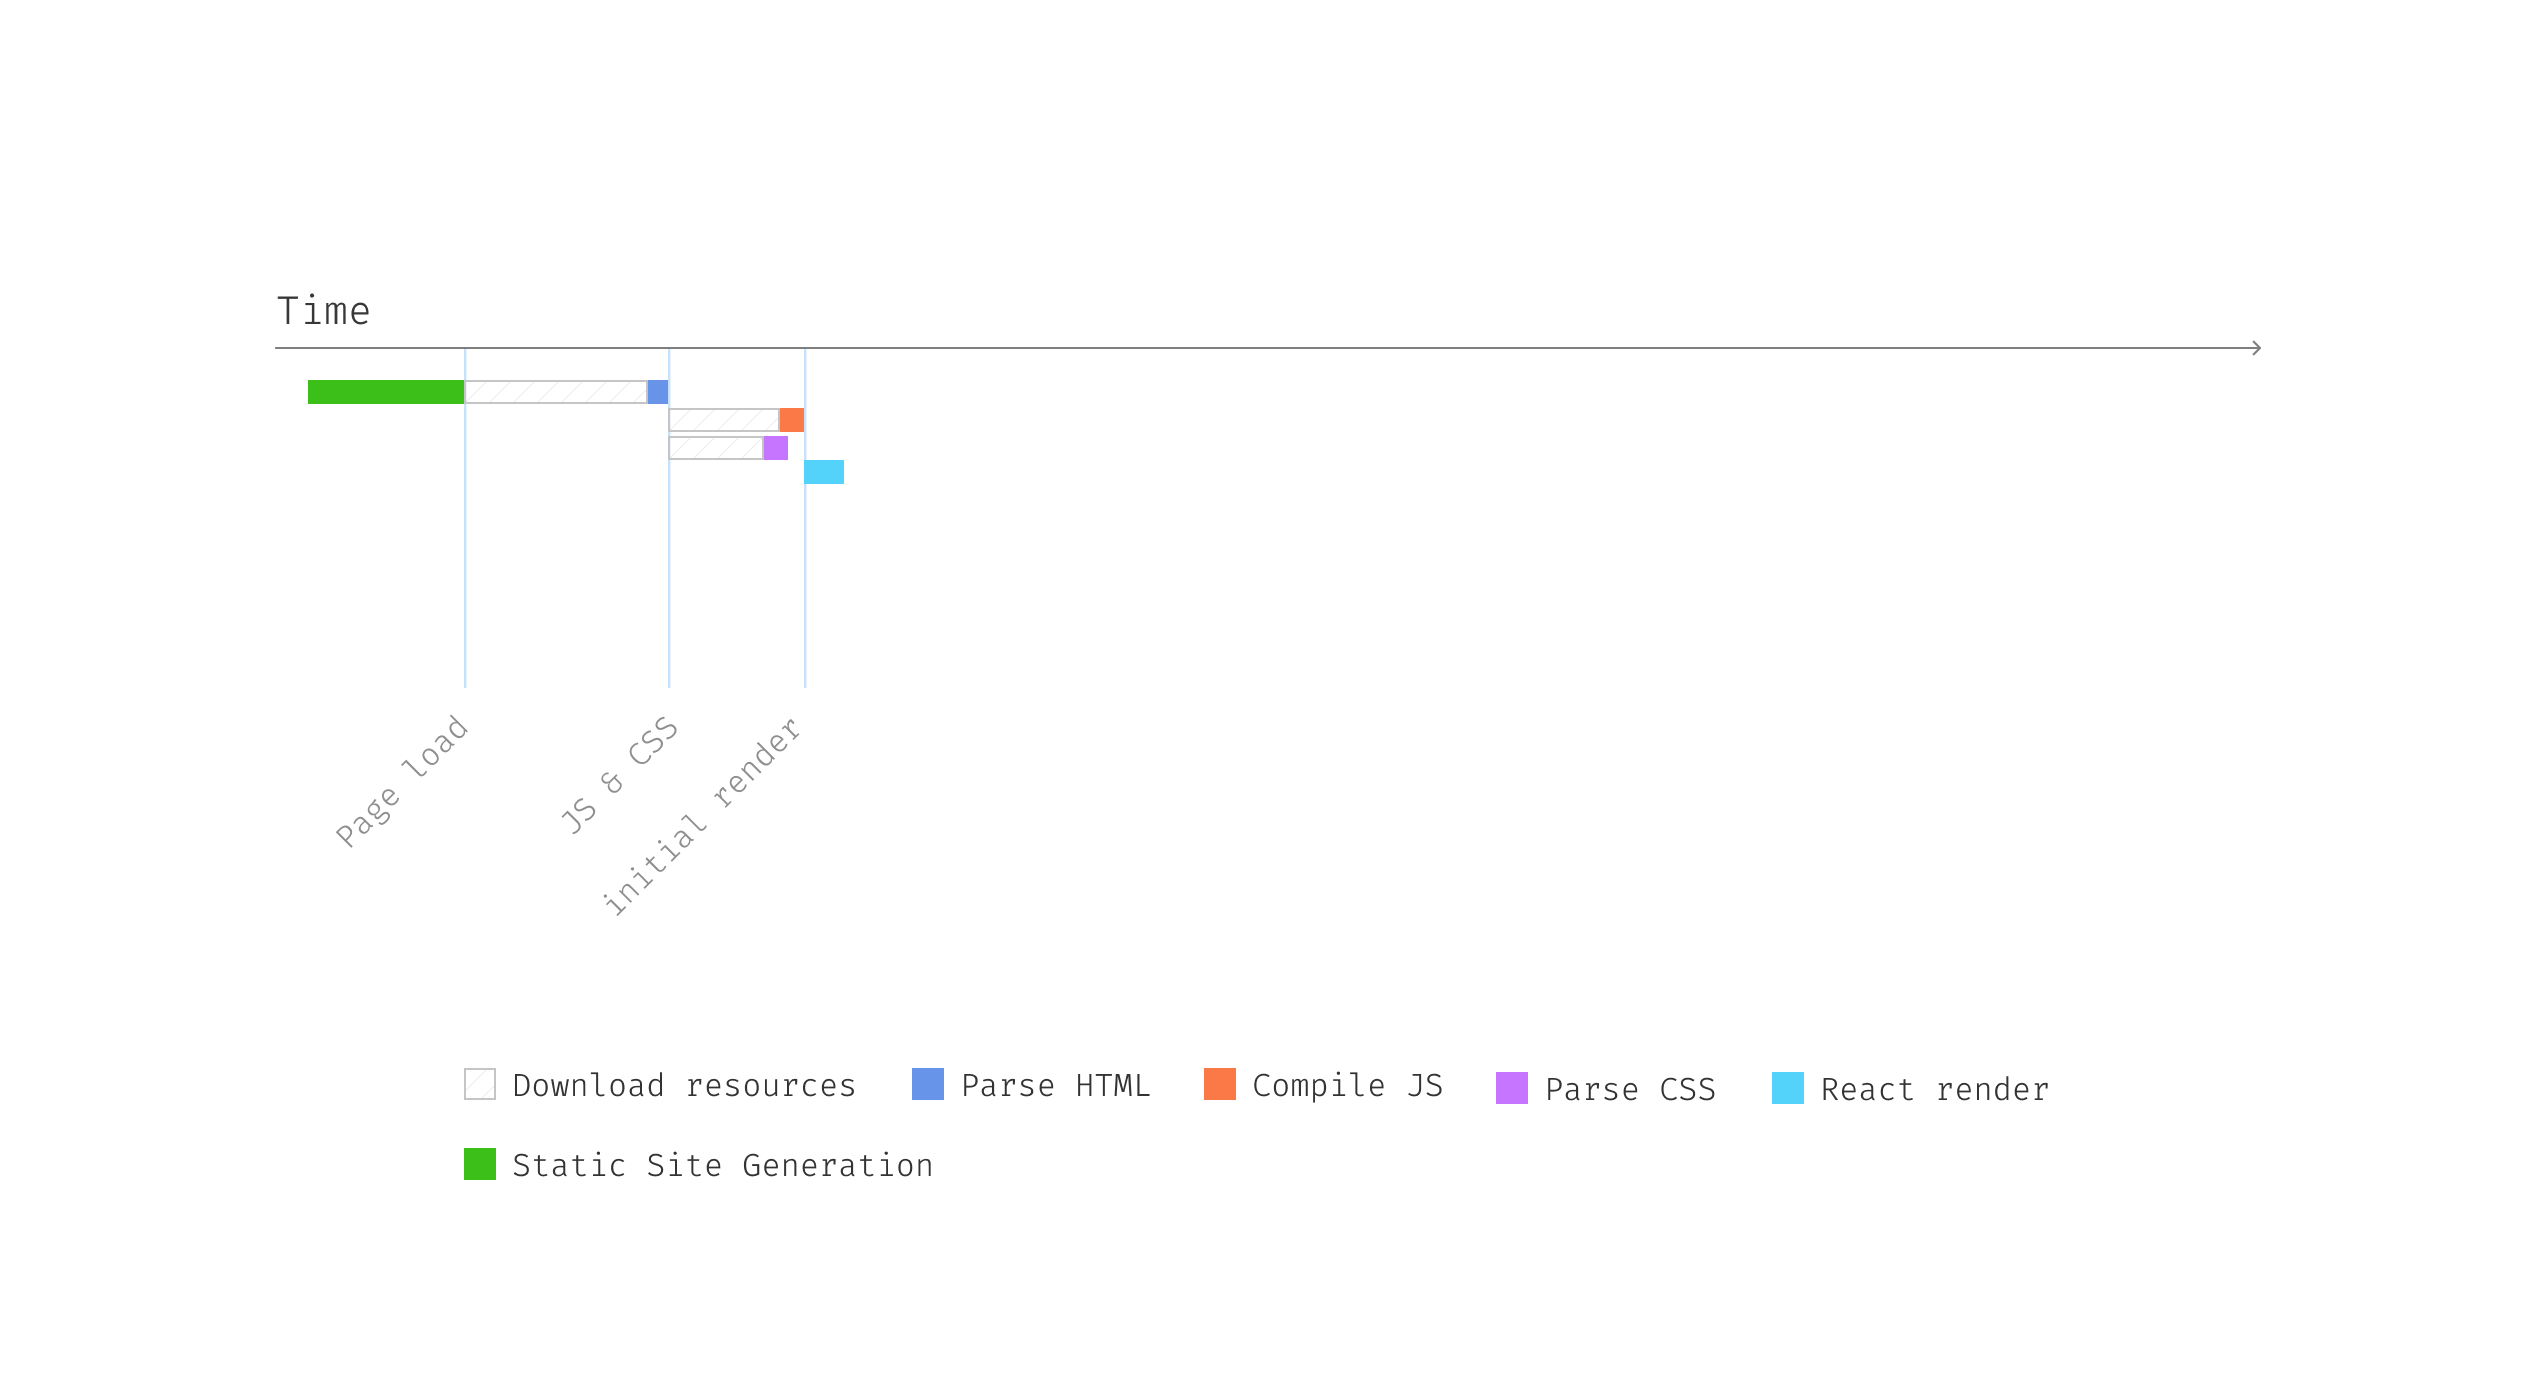 Time
Page load
JS & CSS
initial render
Download resources
Parse HTML
Compile JS
Parse CSS
React render
Static Site Generation